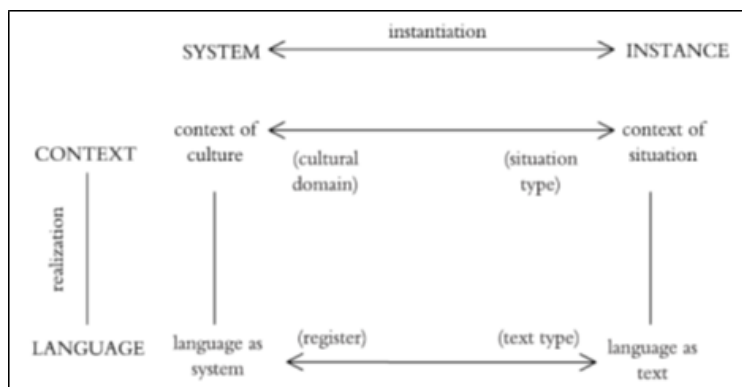 instantiation
SYSTEM INSTANCE
context of culture
context of situation
CONTEXT
(cultural domain)
(situation type)
realization
LANGUAGE
language as system
(register)
(text type)
language as text